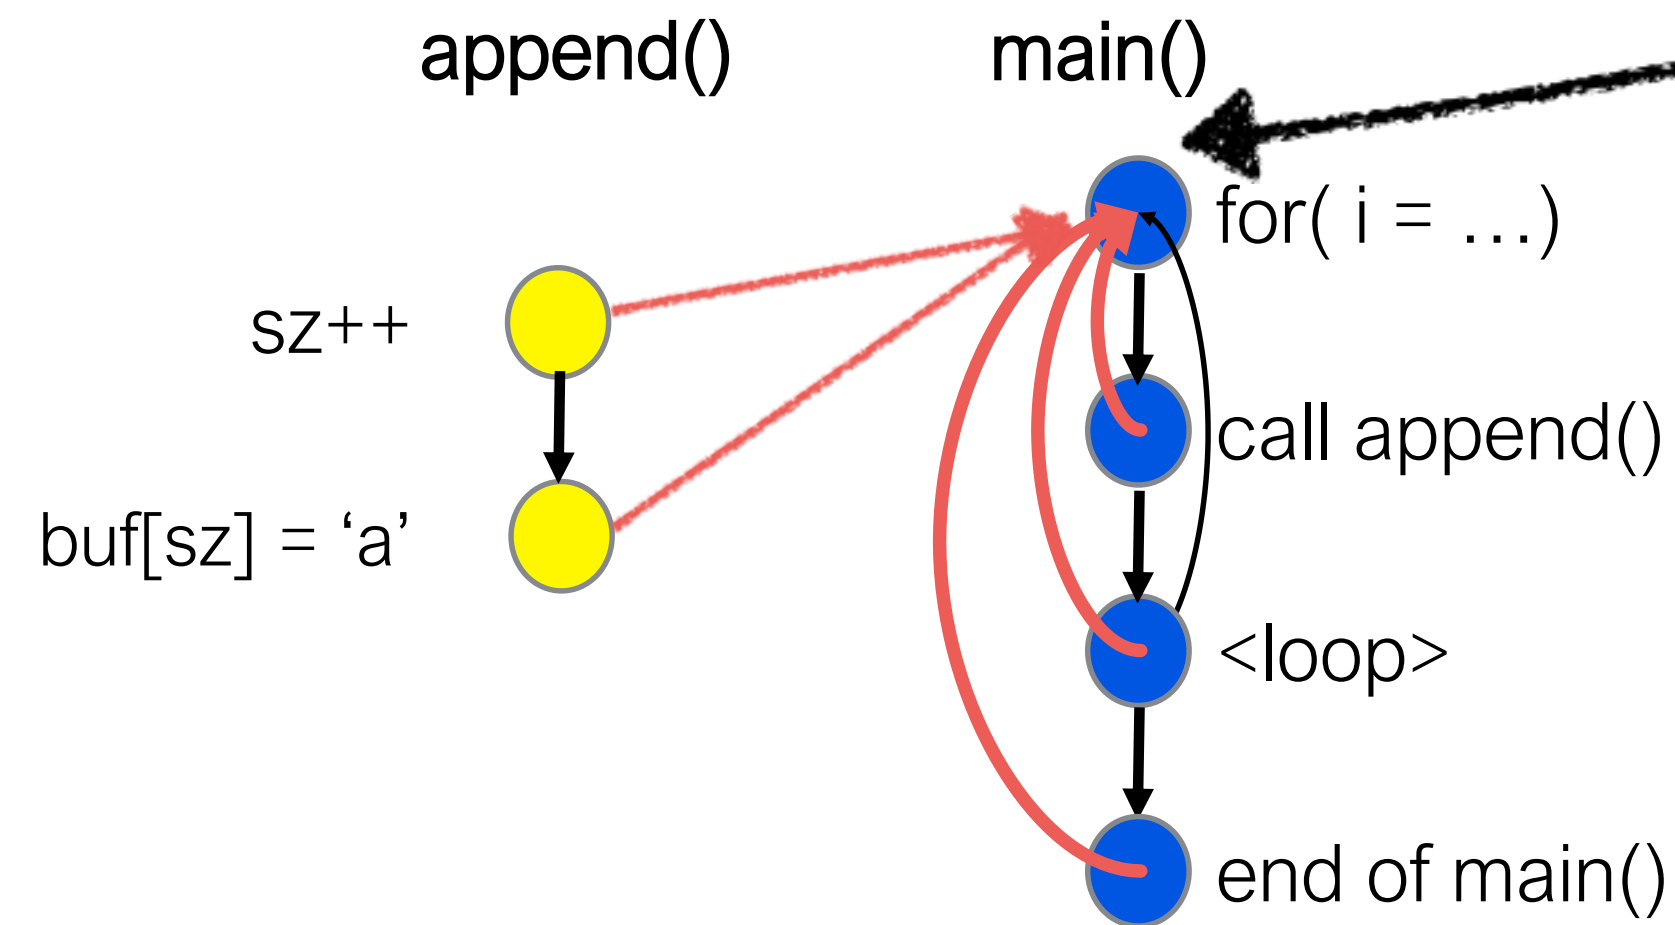 append()
main()
for( i = …)
sz++
call append()
buf[sz] = ‘a’
<loop>
end of main()